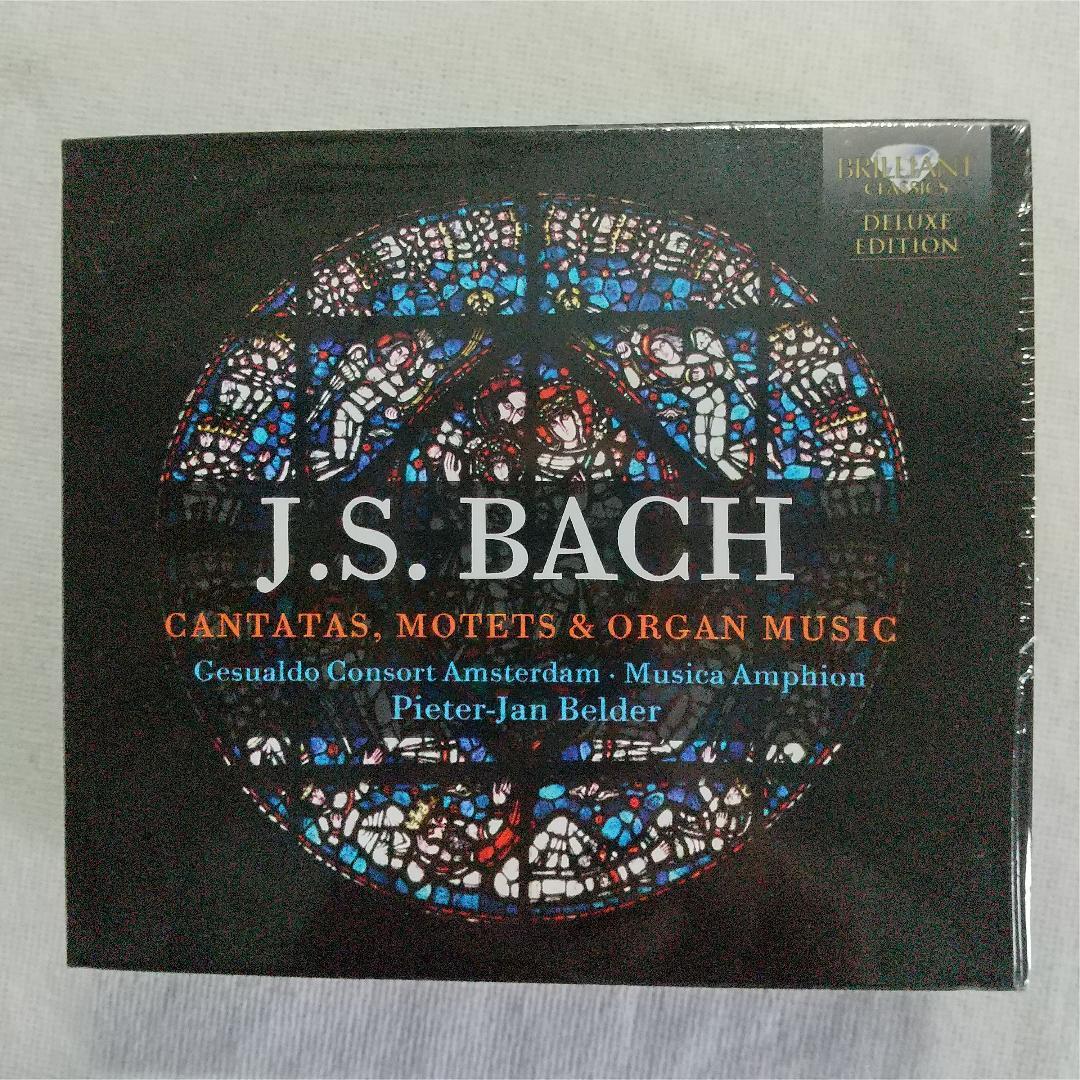 BRILLIANT
CLASSICS
DELUXE
EDITION
J.S. BACH
CANTATAS, MOTETS & ORGAN MUSIC
Gesualdo Consort Amsterdam · Musica Amphion
Pieter-Jan Belder